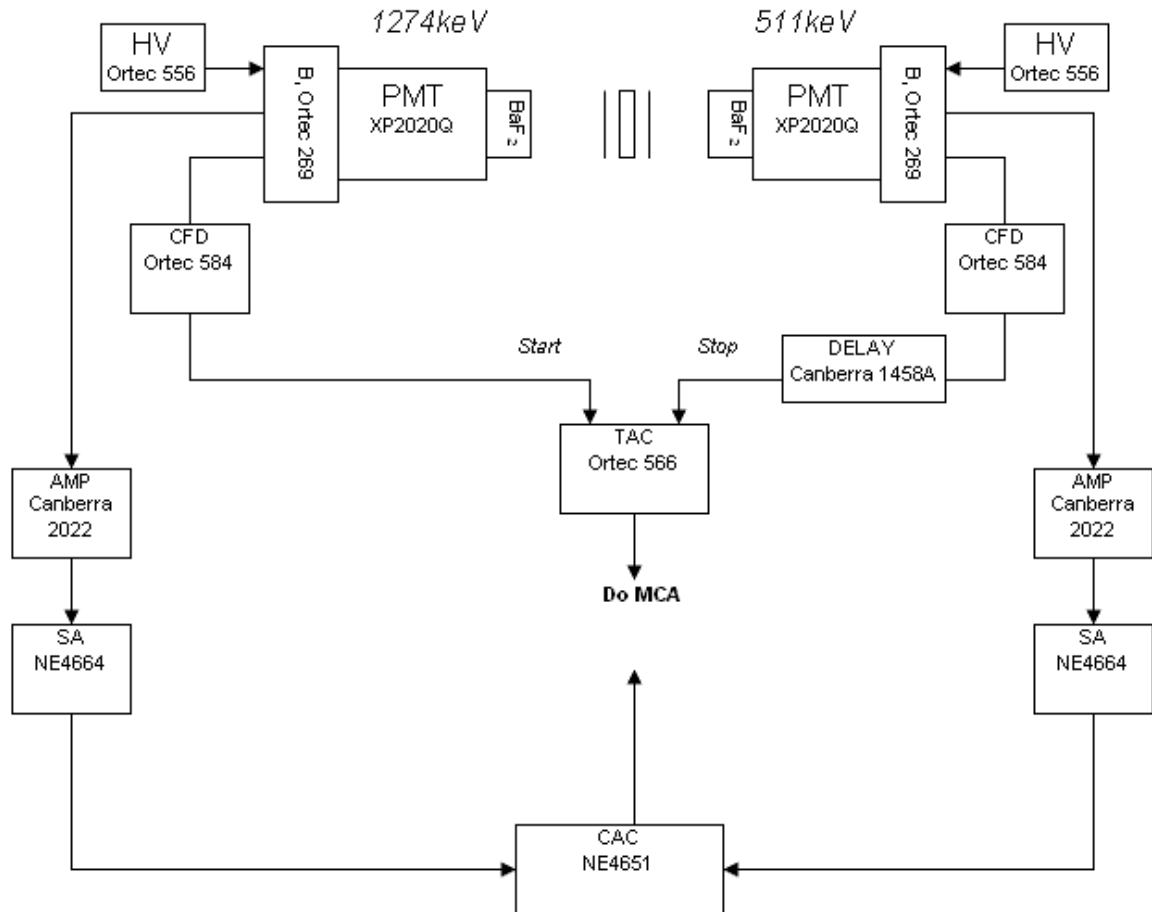 1274keV
511keV
HV
Ortec 556
B, Ortec 269
PMT
XP2020Q
BaF₂
BaF₂
PMT
XP2020Q
B, Ortec 269
HV
Ortec 556
CFD
Ortec 584
CFD
Ortec 584
Start
Stop
DELAY
Canberra 1458A
TAC
Ortec 566
AMP
Canberra
2022
AMP
Canberra
2022
Do MCA
SA
NE4664
SA
NE4664
CAC
NE4651